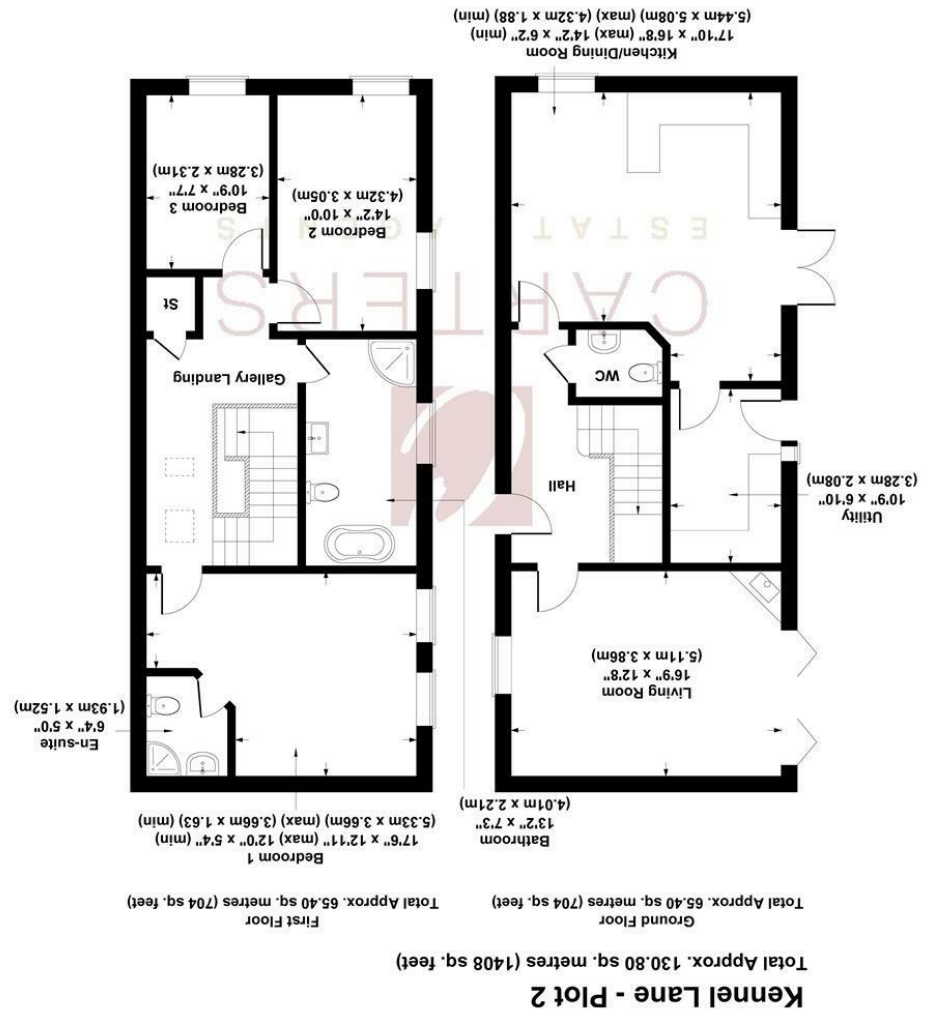 Kennel Lane - Plot 2
Total Approx. 130.80 sq. metres (1408 sq. feet)
Ground Floor
Total Approx. 65.40 sq. metres (704 sq. feet)
First Floor
Total Approx. 65.40 sq. metres (704 sq. feet)
Bathroom
13'2" x 7'3"
(4.01m x 2.21m)
Bedroom 1
17'6" x 12'11" (max) 12'0" x 5'4" (min)
(5.33m x 3.66m) (max) (3.66m x 1.63) (min)
En-suite
6'4" x 5'0"
(1.93m x 1.52m)
Living Room
16'9" x 12'8"
(5.11m x 3.86m)
Utility
10'9" x 6'10"
(3.28m x 2.08m)
Hall
WC
Gallery Landing
St
CARTERS
ESTATE AGENTS
Bedroom 2
14'2" x 10'0"
(4.32m x 3.05m)
Bedroom 3
10'9" x 7'7"
(3.28m x 2.31m)
Kitchen/Dining Room
17'10" x 16'8" (max) 14'2" x 6'2" (min)
(5.44m x 5.08m) (max) (4.32m x 1.88) (min)